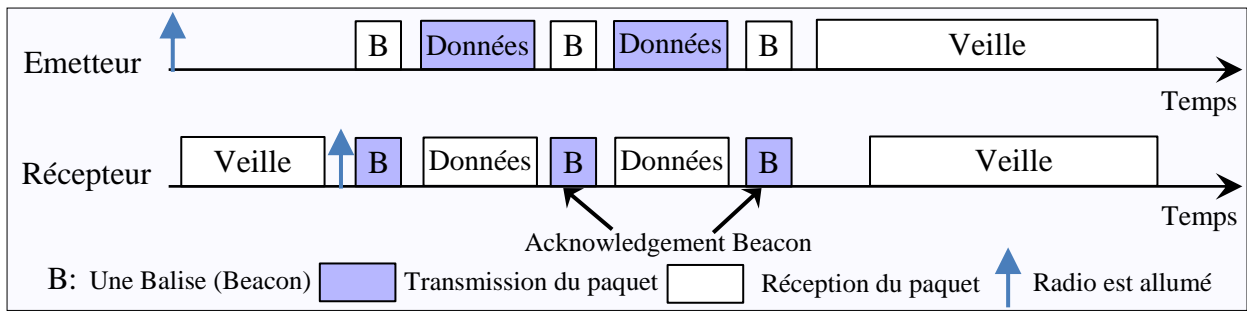 Emetteur B Données B Données B Veille
Temps
Récepteur Veille B Données B Données B Veille
Temps
Acknowledgement Beacon
B: Une Balise (Beacon) Transmission du paquet Réception du paquet Radio est allumé